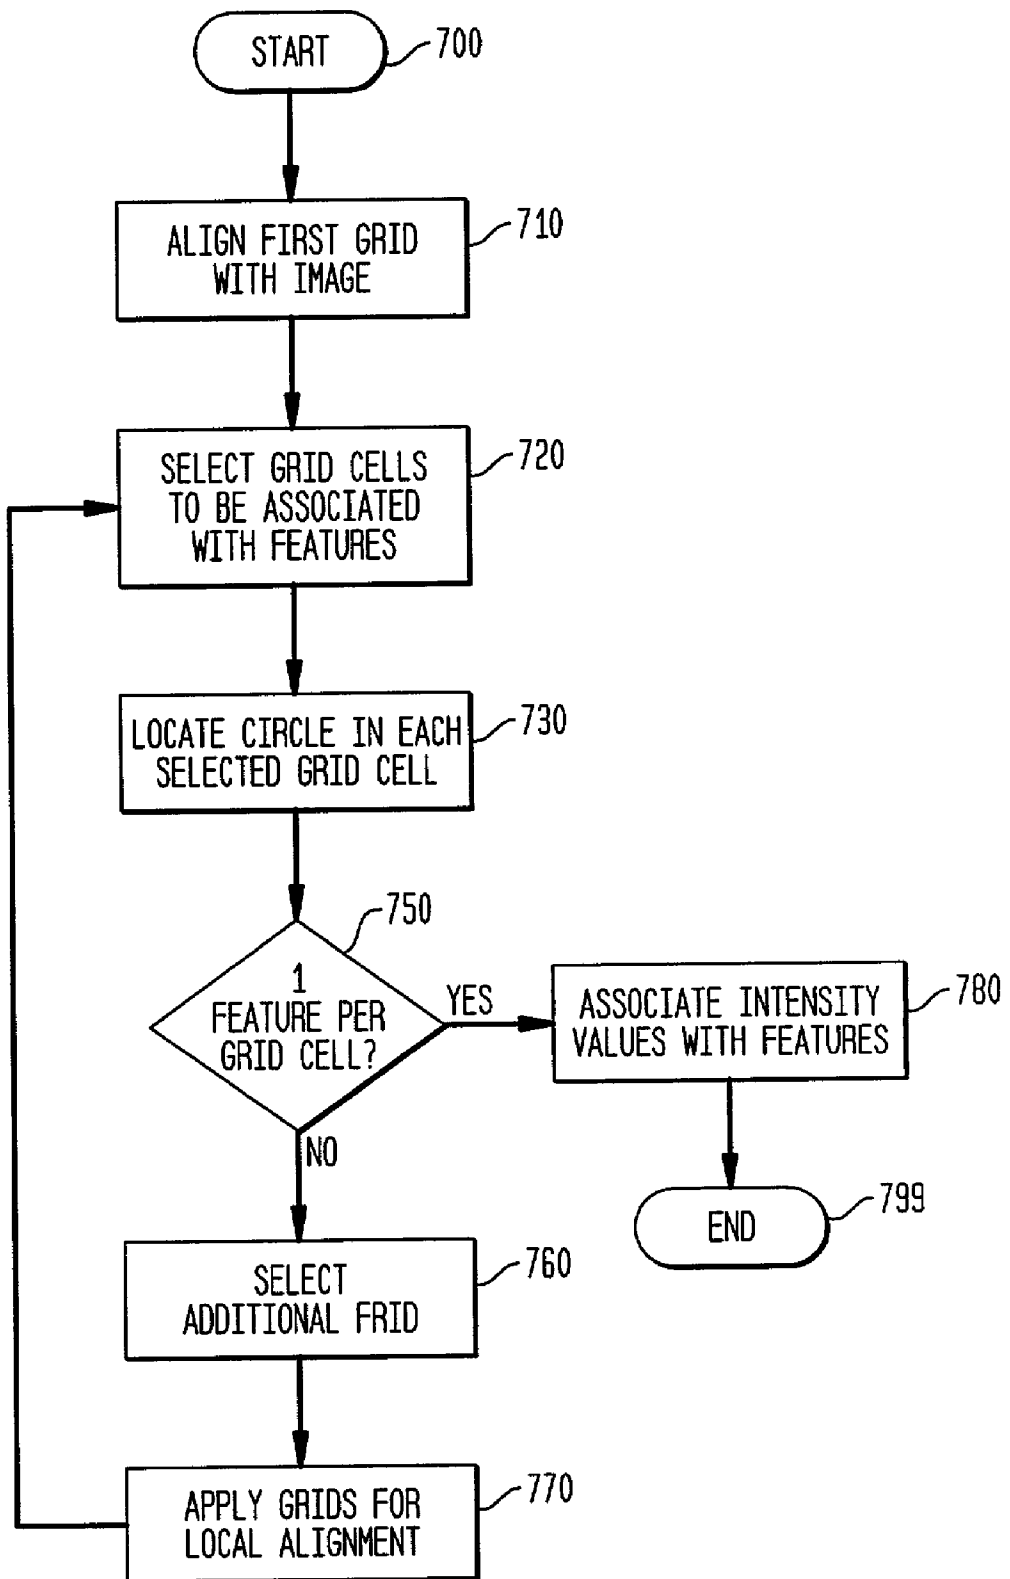 START
700
ALIGN FIRST GRID
WITH IMAGE
710
SELECT GRID CELLS
TO BE ASSOCIATED
WITH FEATURES
720
LOCATE CIRCLE IN EACH
SELECTED GRID CELL
730
750
1
FEATURE PER
GRID CELL?
YES
ASSOCIATE INTENSITY
VALUES WITH FEATURES
780
NO
END
799
SELECT
ADDITIONAL FRID
760
APPLY GRIDS FOR
LOCAL ALIGNMENT
770